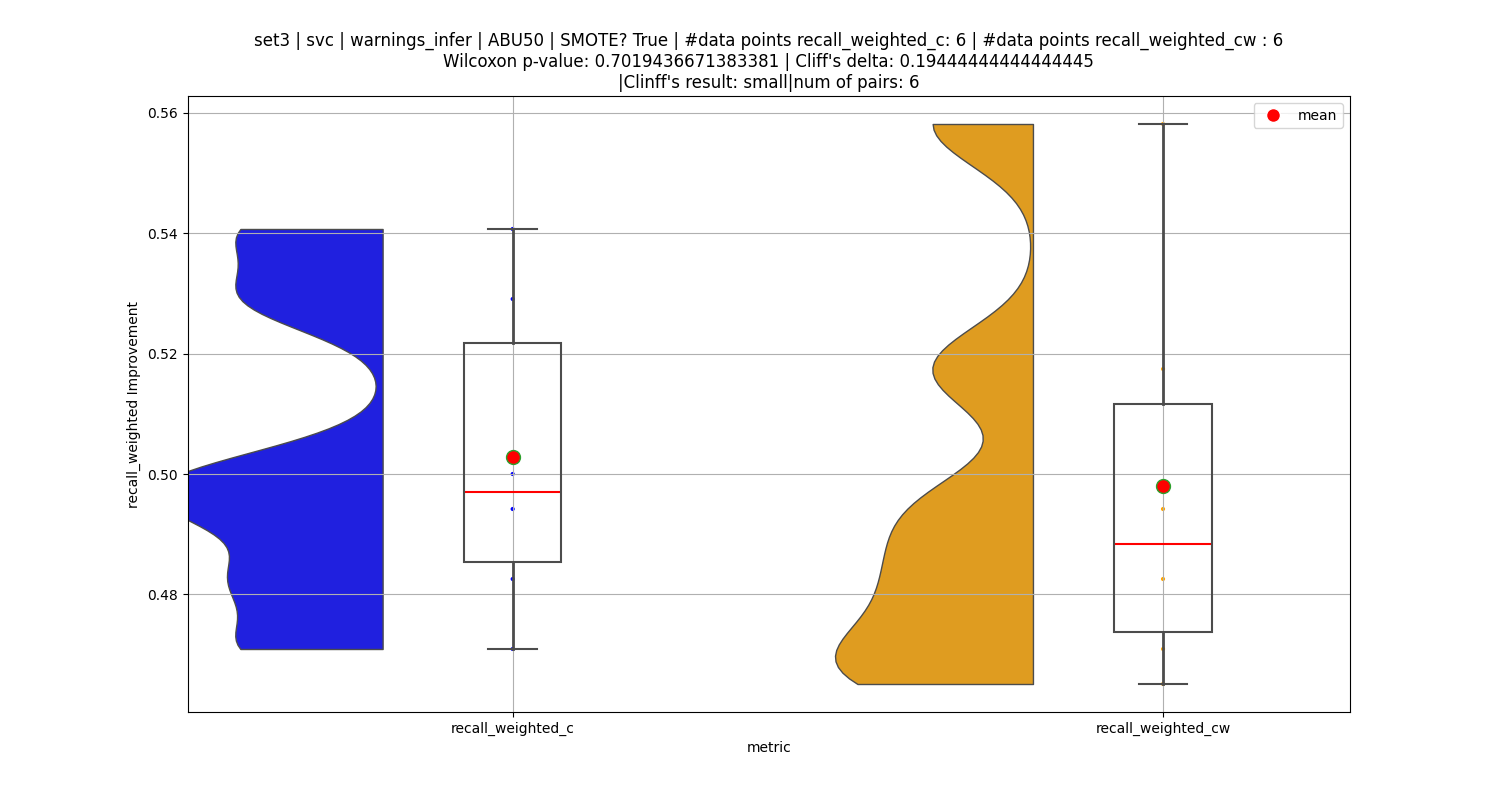 set3 | svc | warnings_infer | ABU50 | SMOTE? True | #data points recall_weighted_c: 6 | #data points recall_weighted_cw : 6
Wilcoxon p-value: 0.7019436671383381 | Cliff's delta: 0.19444444444444445
|Clinff's result: small|num of pairs: 6
mean
0.56
0.54
0.52
0.50
0.48
recall_weighted Improvement
recall_weighted_c
recall_weighted_cw
metric